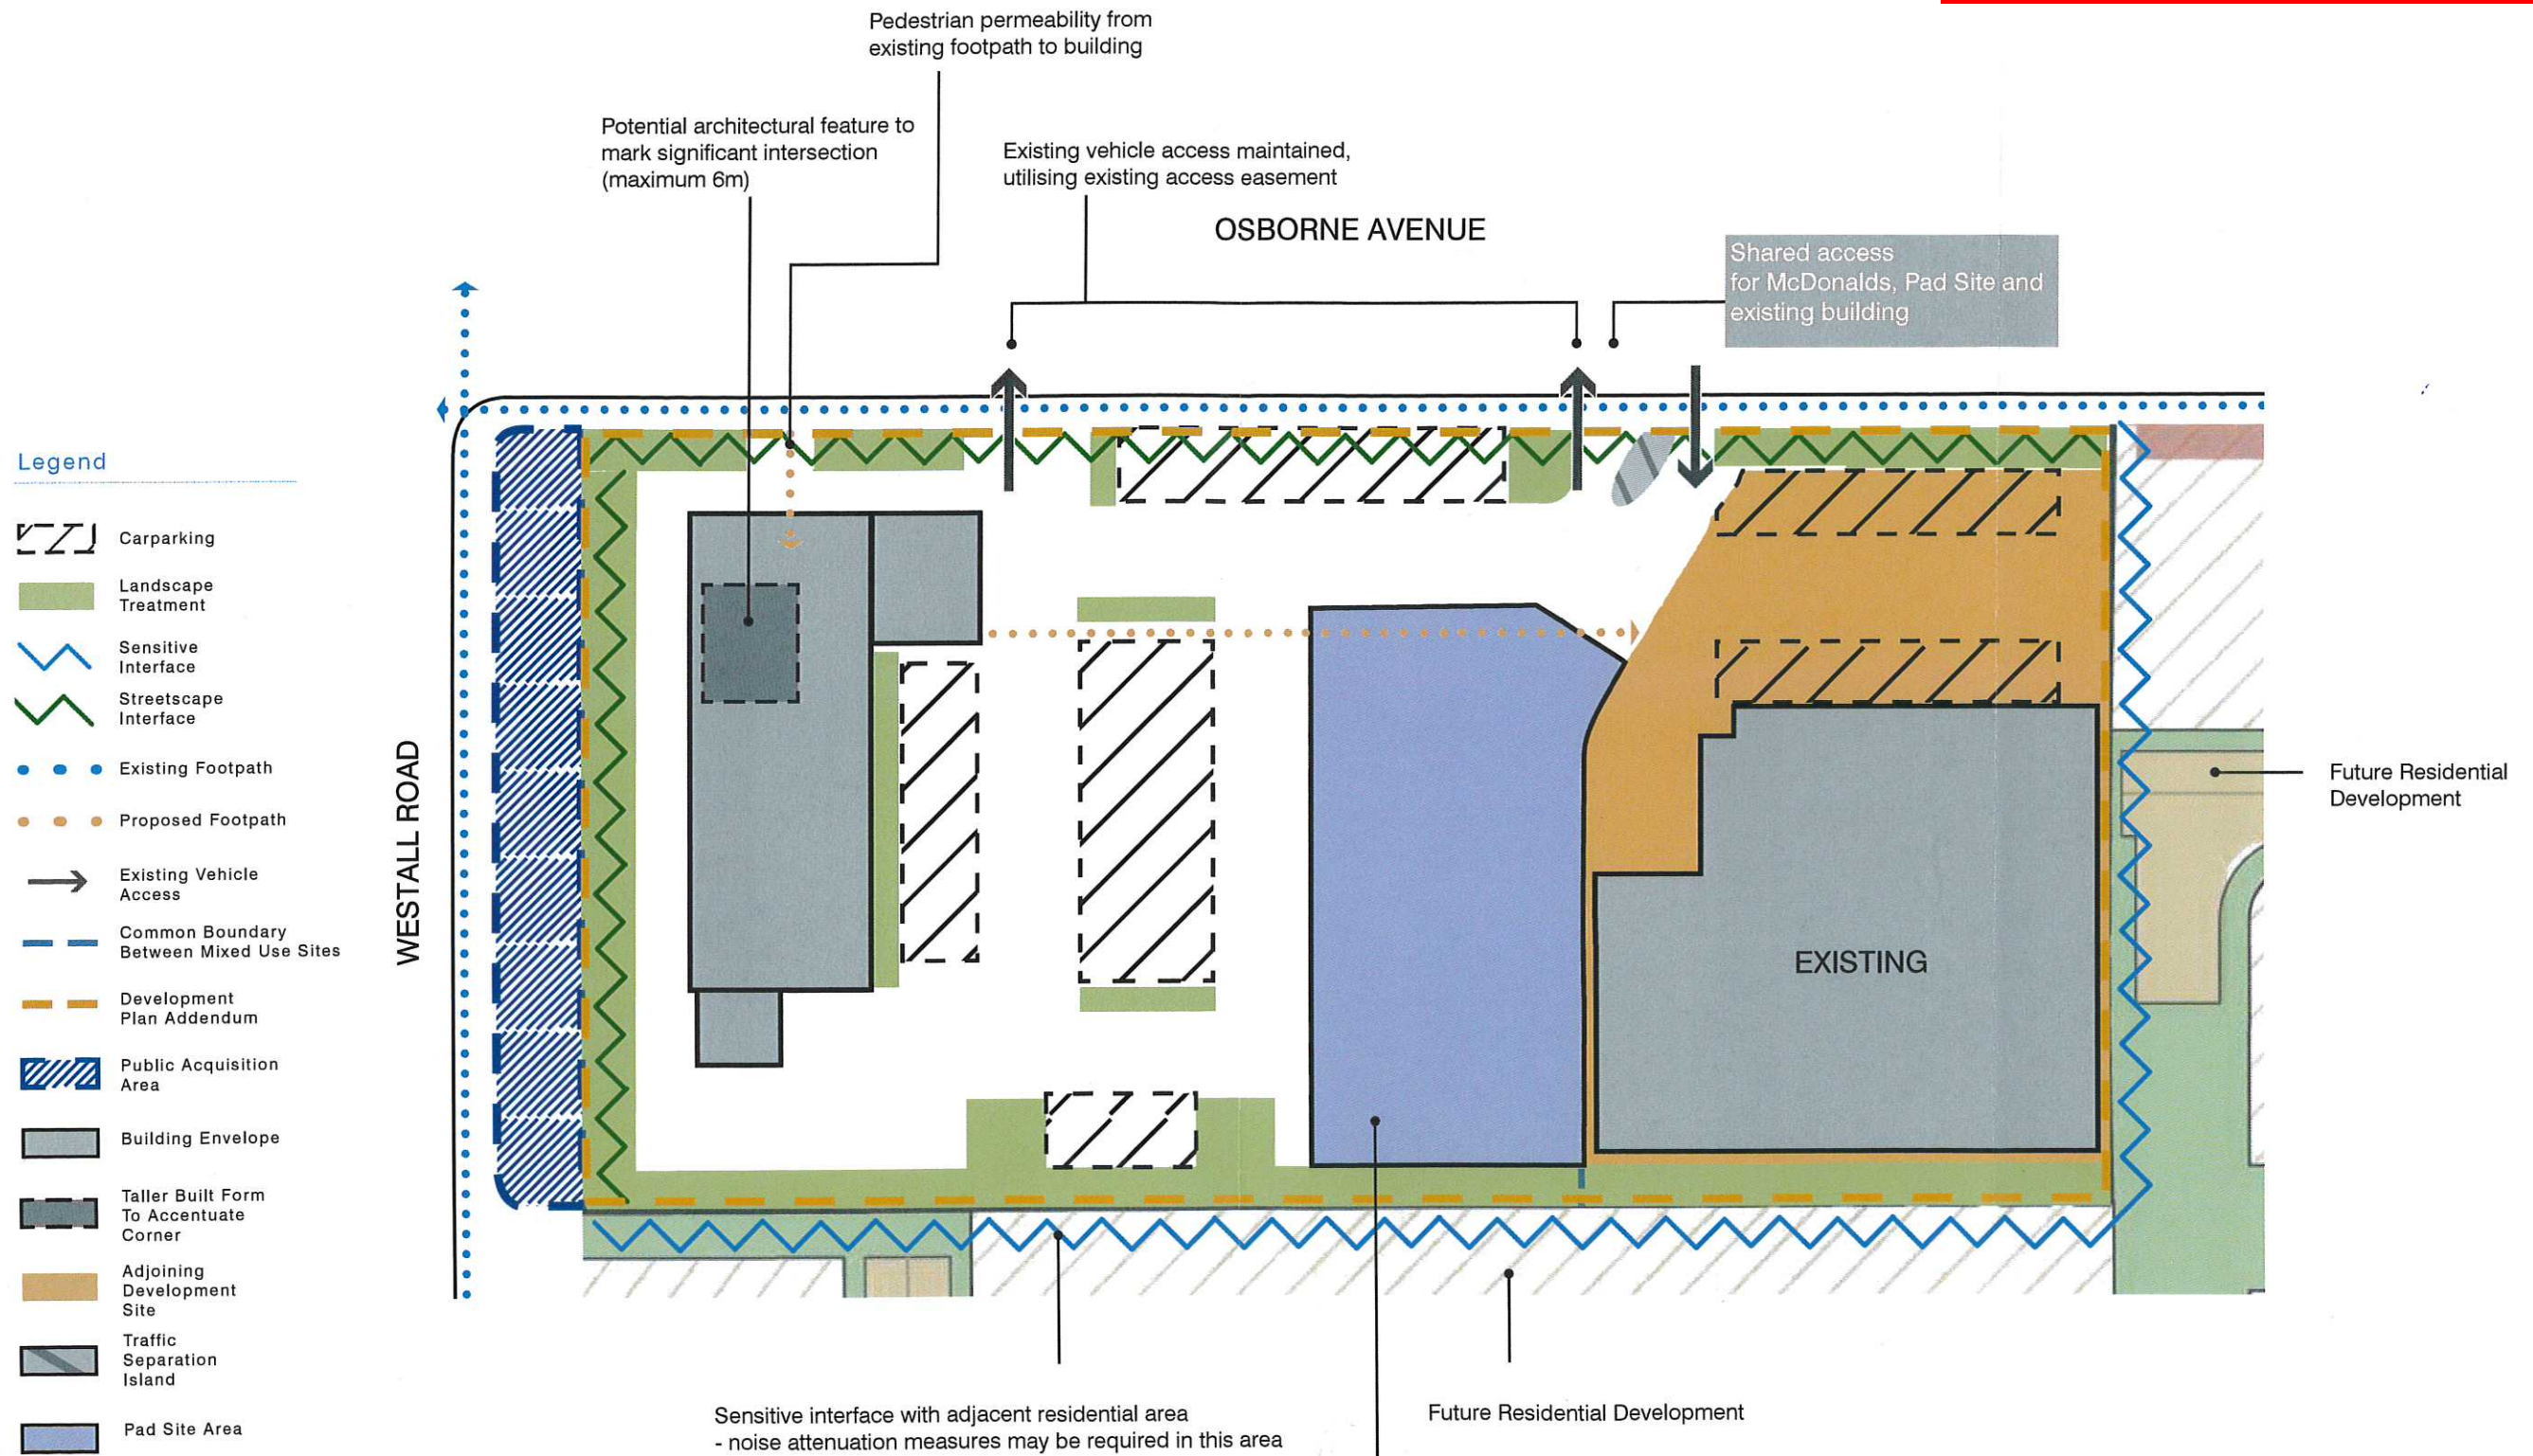 Pedestrian permeability from
existing footpath to building
Potential architectural feature to
mark significant intersection
(maximum 6m)
Existing vehicle access maintained,
utilising existing access easement
OSBORNE AVENUE
Shared access
for McDonalds, Pad Site and
existing building
Legend
Carparking
Landscape
Treatment
Sensitive
Interface
Streetscape
Interface
Existing Footpath
Proposed Footpath
Existing Vehicle
Access
Common Boundary
Between Mixed Use Sites
Development
Plan Addendum
Public Acquisition
Area
Building Envelope
Taller Built Form
To Accentuate
Corner
Adjoining
Development
Site
Traffic
Separation
Island
Pad Site Area
WESTALL ROAD
EXISTING
Future Residential
Development
Sensitive interface with adjacent residential area
- noise attenuation measures may be required in this area
Future Residential Development